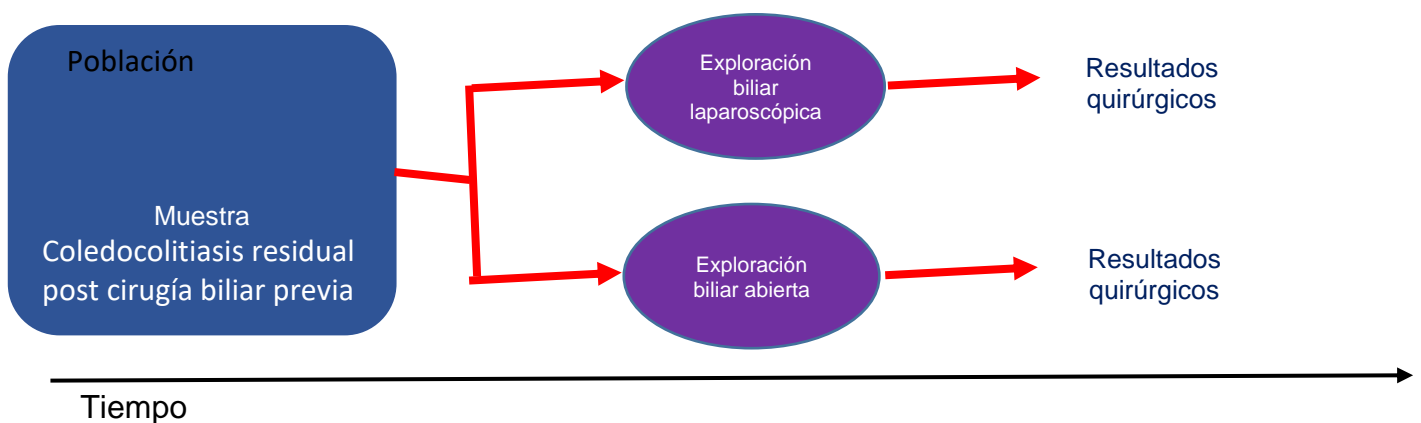 Población
Muestra
Coledocolitiasis residual
post cirugía biliar previa
Exploración
biliar
laparoscópica
Resultados
quirúrgicos
Exploración
biliar abierta
Resultados
quirúrgicos
Tiempo